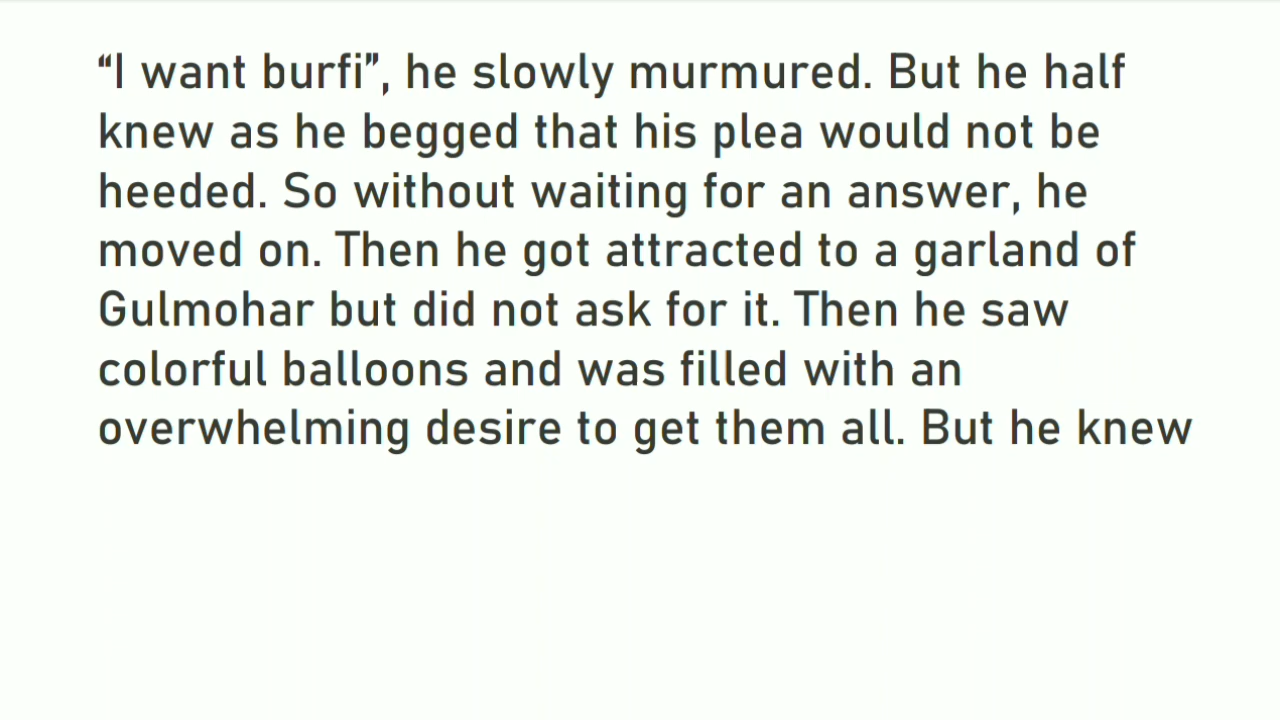 “I want burfi”, he slowly murmured. But he half
knew as he begged that his plea would not be
heeded. So without waiting for an answer, he
moved on. Then he got attracted to a garland of
Gulmohar but did not ask for it. Then he saw
colorful balloons and was filled with an
overwhelming desire to get them all. But he knew